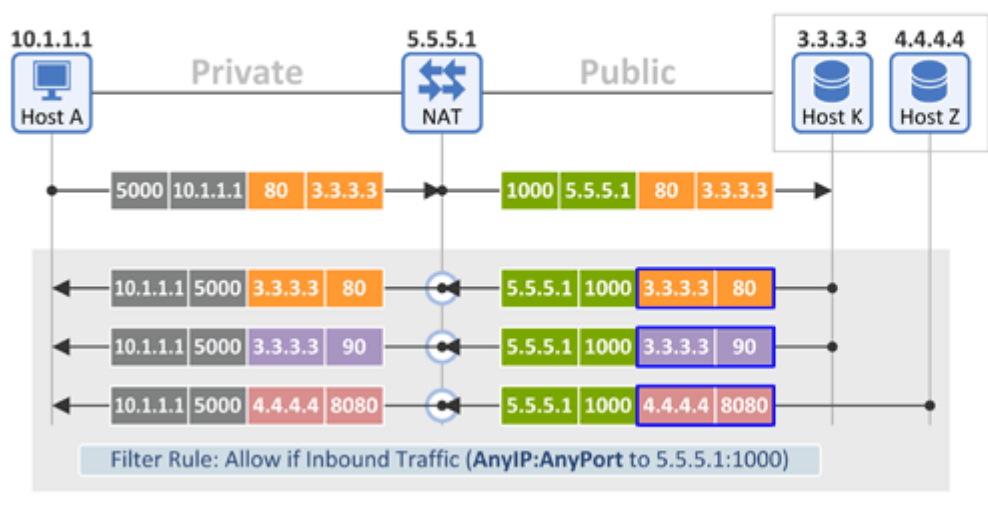 10.1.1.1 5.5.5.1 3.3.3.3 4.4.4.4
Private Public
Host A NAT Host K Host Z
5000 10.1.1.1 80 3.3.3.3 1000 5.5.5.1 80 3.3.3.3
10.1.1.1 5000 3.3.3.3 80 5.5.5.1 1000 3.3.3.3 80
10.1.1.1 5000 3.3.3.3 90 5.5.5.1 1000 3.3.3.3 90
10.1.1.1 5000 4.4.4.4 8080 5.5.5.1 1000 4.4.4.4 8080
Filter Rule: Allow if Inbound Traffic (AnyIP:AnyPort to 5.5.5.1:1000)